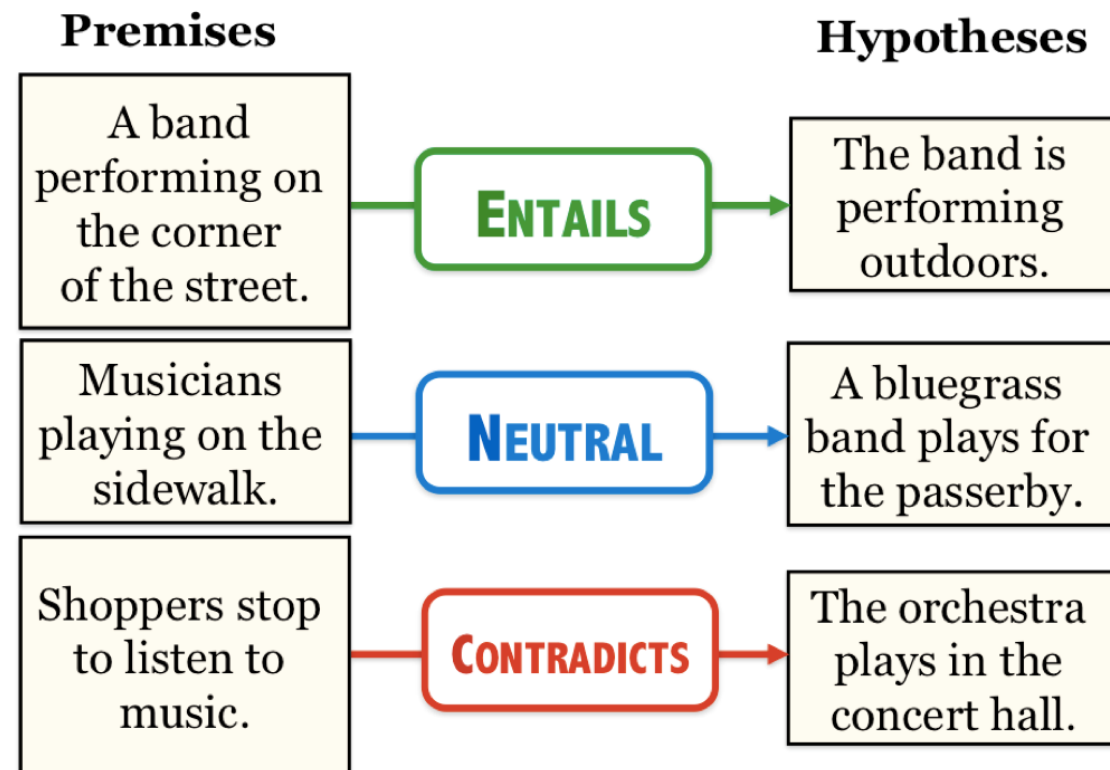 Premises
Hypotheses
A band
performing on
the corner
of the street.
ENTAILS
The band is
performing
outdoors.
Musicians
playing on the
sidewalk.
NEUTRAL
A bluegrass
band plays for
the passerby.
Shoppers stop
to listen to
music.
CONTRADICTS
The orchestra
plays in the
concert hall.